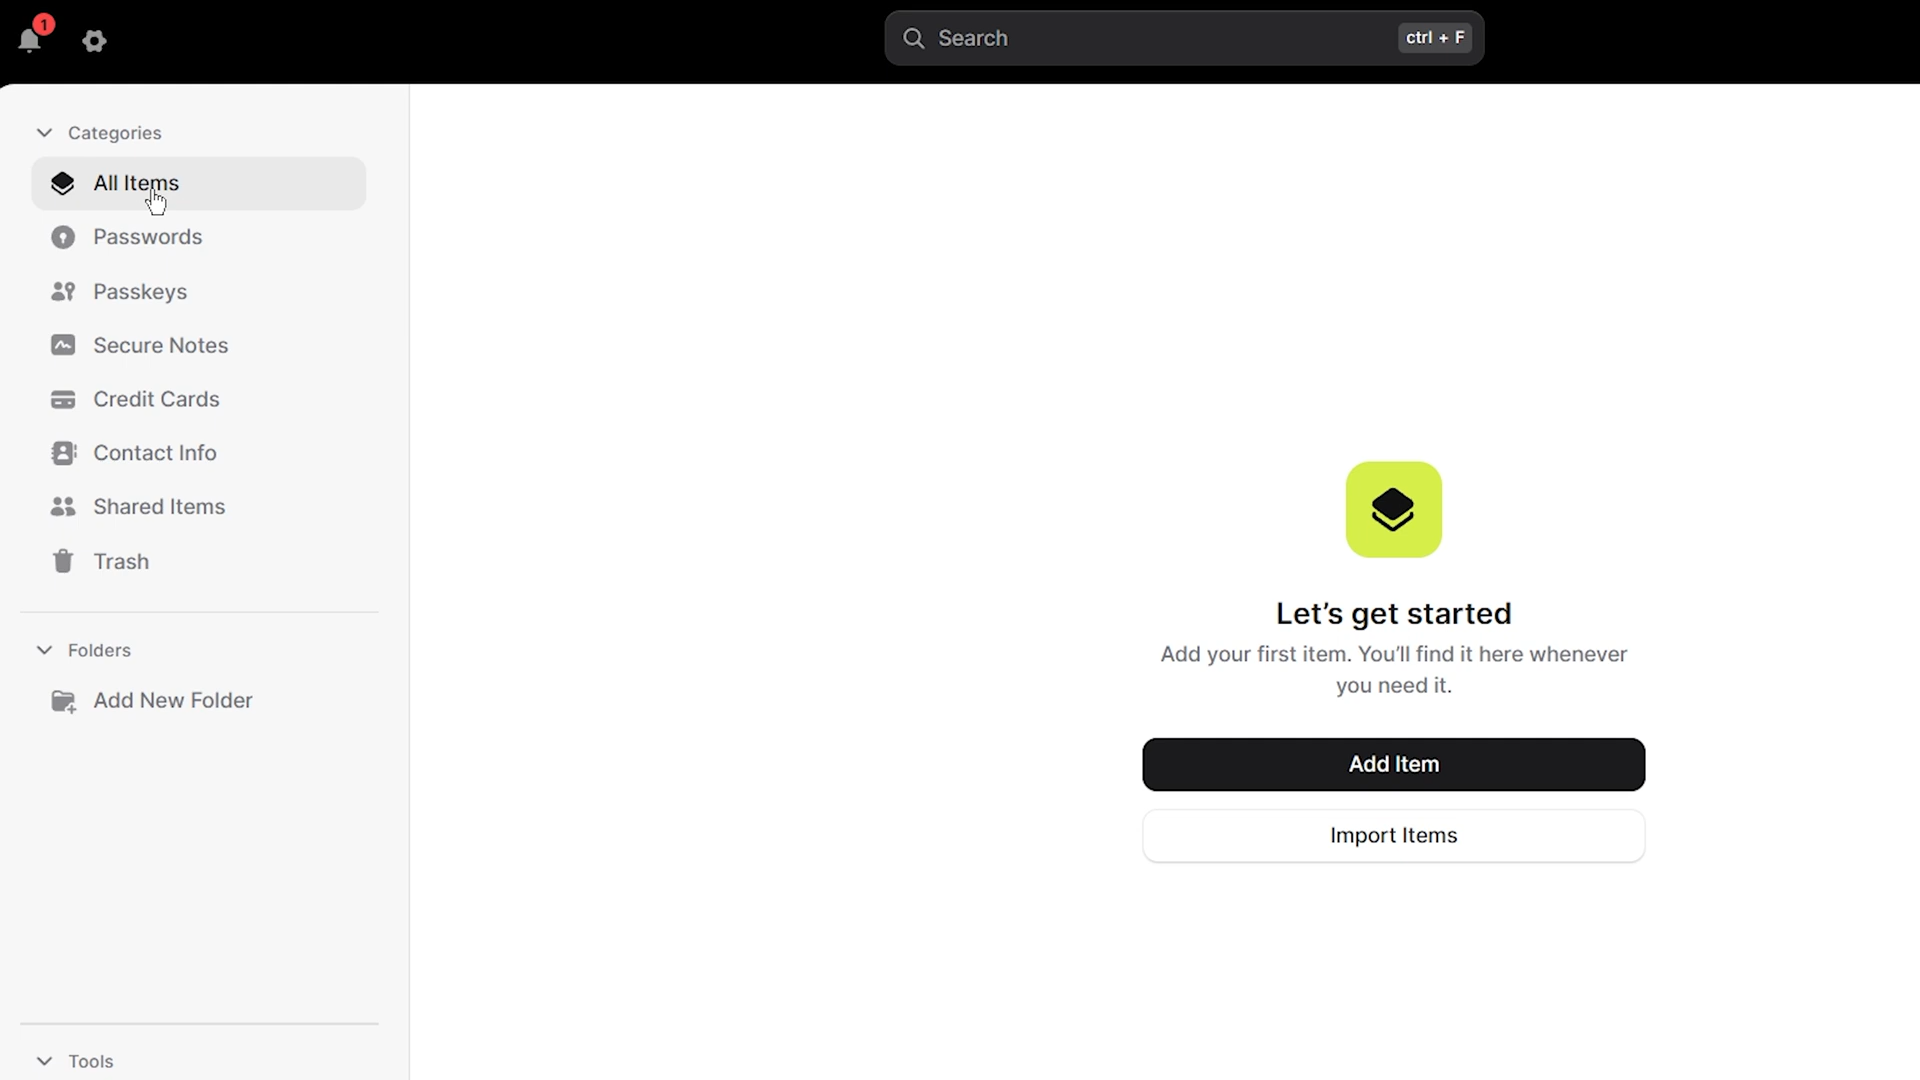 1
Search
ctrl + F
Categories
All Items
Passwords
Passkeys
Secure Notes
Credit Cards
Contact Info
Shared Items
Trash
Folders
Add New Folder
Tools
Let's get started
Add your first item. You'll find it here whenever
you need it.
Add Item
Import Items